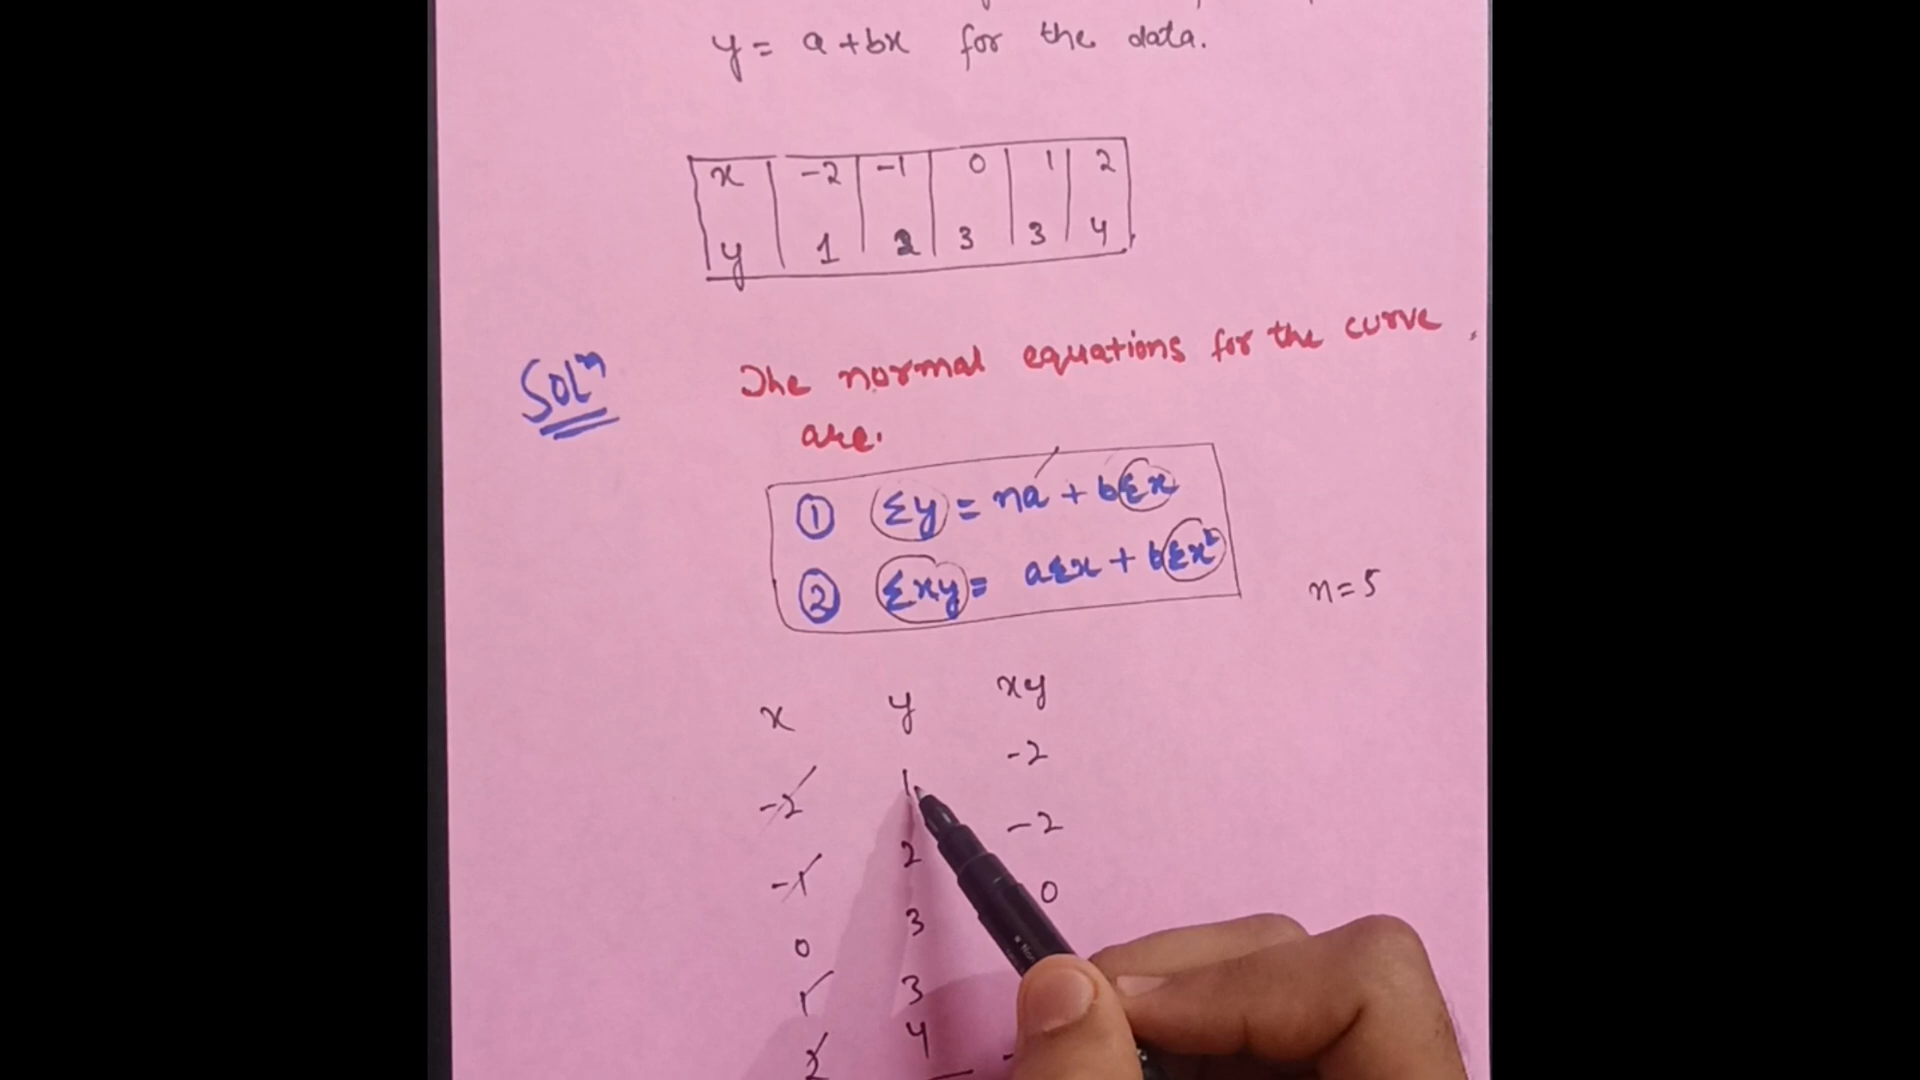 y = a + bx for the data.
x -2 -1 0 1 2
y 1 2 3 3 4
Solⁿ
The normal equations for the curve
are.
① Σy = na + bΣx
② Σxy = aΣx + bΣx²
n = 5
x y xy
-2 1 -2
-1 2 -2
0 3 0
1 3
2 4